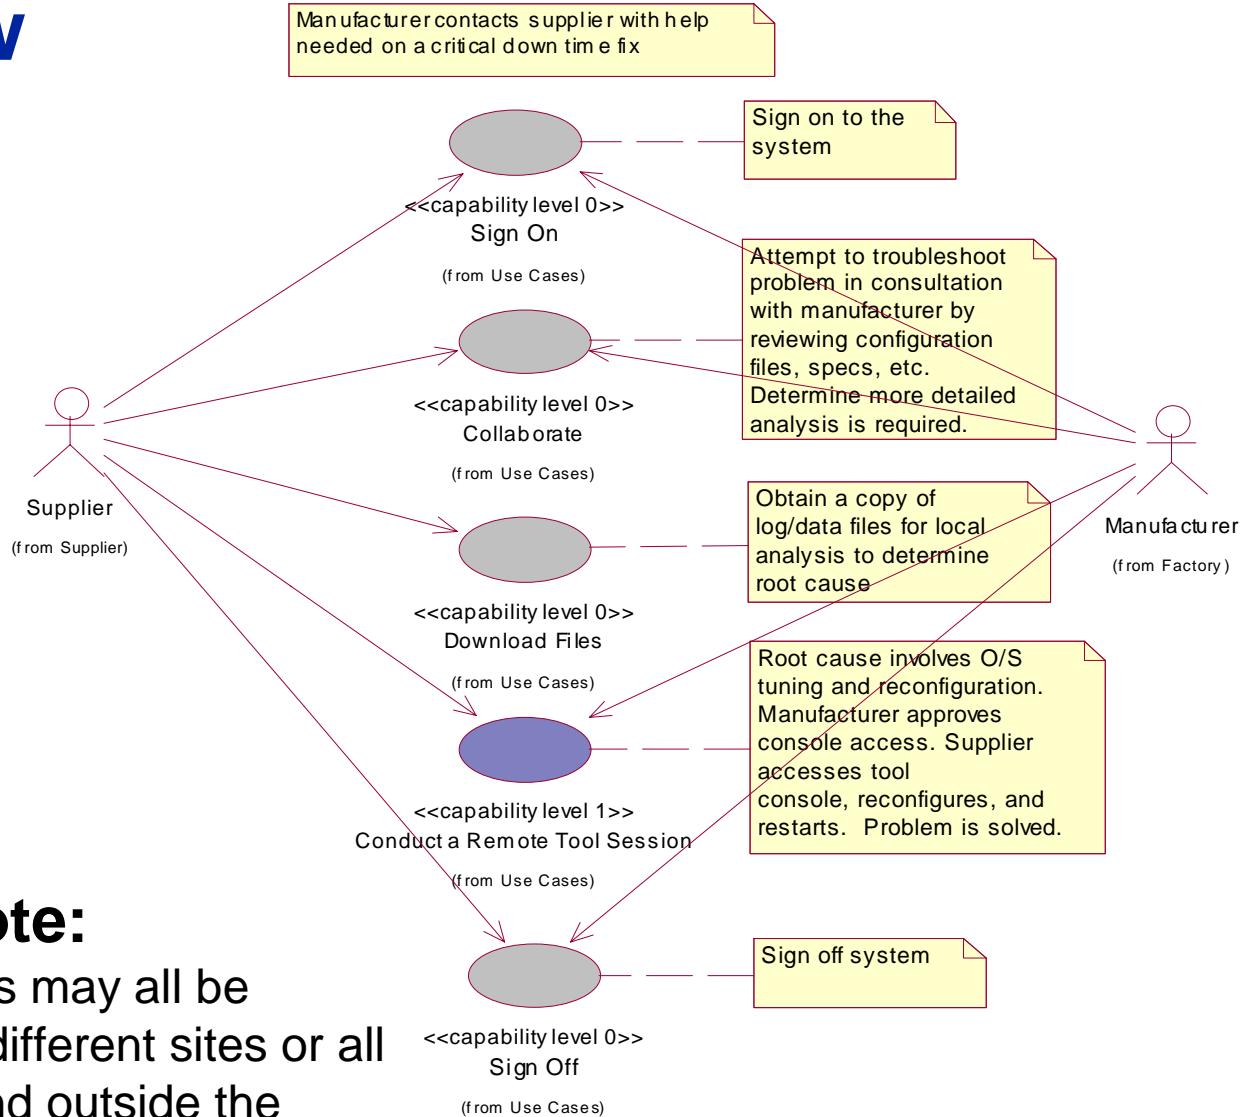 Manufacturer contacts supplier with help
needed on a critical down time fix
Sign on to the
system
<<capability level 0>>
Sign On
(from Use Cases)
Attempt to troubleshoot
problem in consultation
with manufacturer by
reviewing configuration
files, specs, etc.
Determine more detailed
analysis is required.
<<capability level 0>>
Collaborate
(from Use Cases)
Supplier
(from Supplier)
Manufacturer
(from Factory)
Obtain a copy of
log/data files for local
analysis to determine
root cause
<<capability level 0>>
Download Files
(from Use Cases)
Root cause involves O/S
tuning and reconfiguration.
Manufacturer approves
console access. Supplier
accesses tool
console, reconfigures, and
restarts.  Problem is solved.
<<capability level 1>>
Conduct a Remote Tool Session
(from Use Cases)
ote:
s may all be
different sites or all
nd outside the
Sign off system
<<capability level 0>>
Sign Off
(from Use Cases)